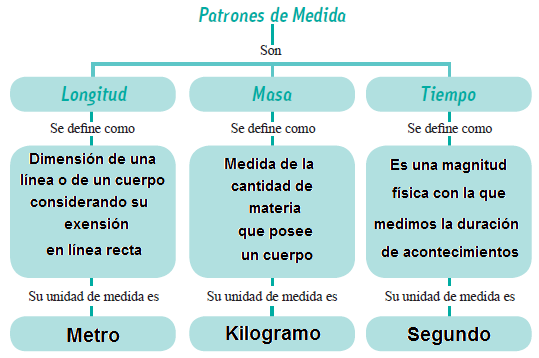 Patrones de Medida
Son
Longitud
Masa
Tiempo
Se define como
Se define como
Se define como
Dimensión de una
línea o de un cuerpo
considerando su
exensión
en línea recta
Medida de la
cantidad de
materia
que posee
un cuerpo
Es una magnitud
física con la que
medimos la duración
de acontecimientos
Su unidad de medida es
Su unidad de medida es
Su unidad de medida es
Metro
Kilogramo
Segundo